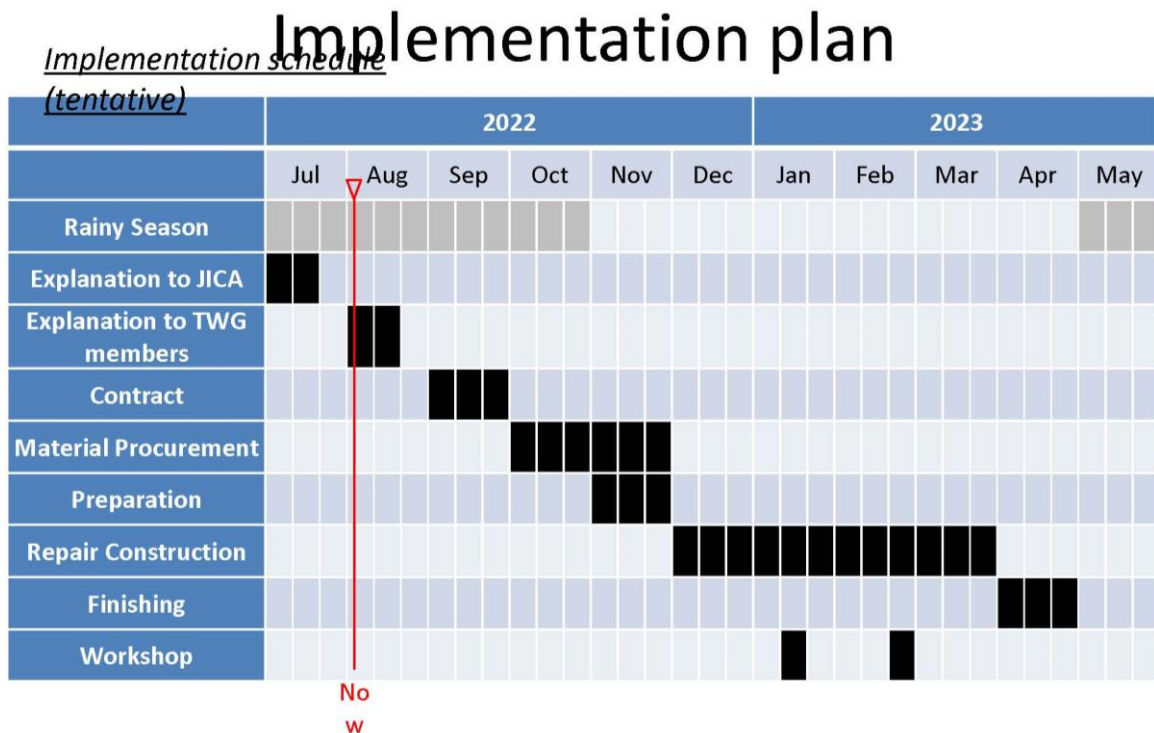 Implementation plan
Implementation schedule
(tentative)
2022 2023
Jul Aug Sep Oct Nov Dec Jan Feb Mar Apr May
Rainy Season
Explanation to JICA
Explanation to TWG
members
Contract
Material Procurement
Preparation
Repair Construction
Finishing
Workshop
No
w